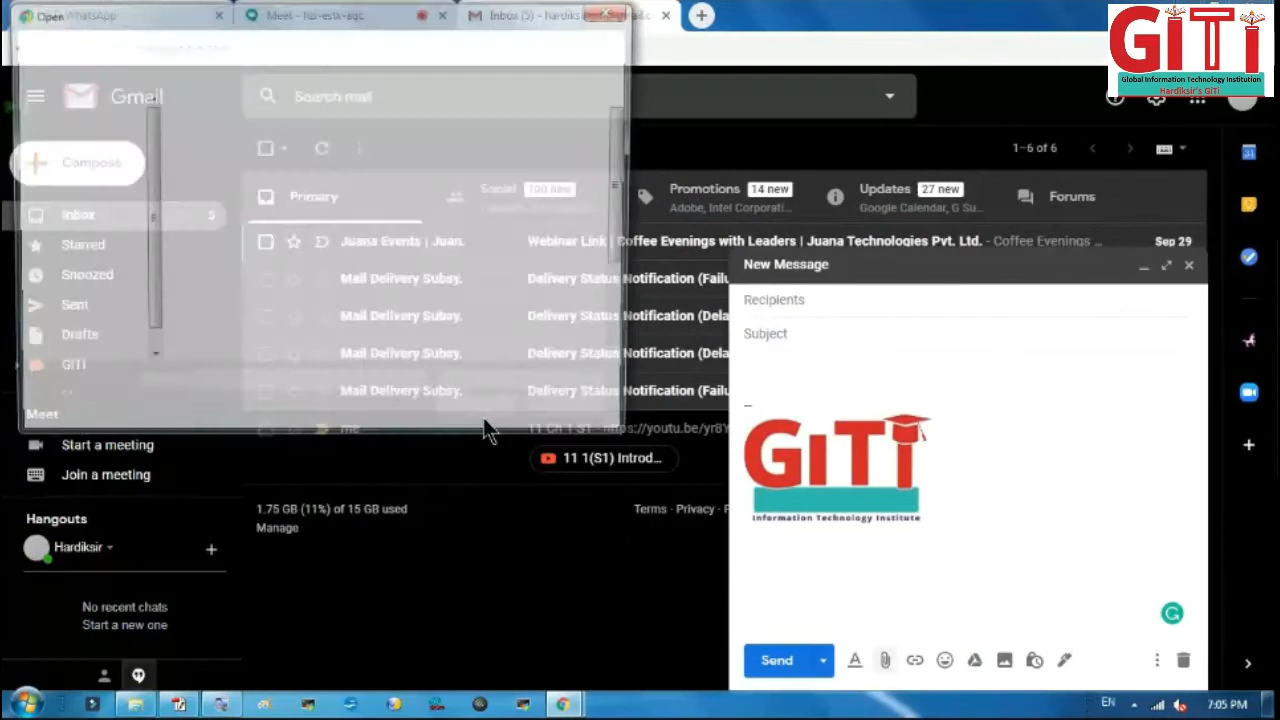 Open
WhatsApp
Meet -
Inbox (5) -
GiTi
Global Information Technology Institution
Hardiksir's GiTi
Gmail
Search mail
Compose
1–6 of 6
Inbox
5
Starred
Snoozed
Sent
Drafts
GiTi
Meet
Start a meeting
Join a meeting
Hangouts
Hardiksir
No recent chats
Start a new one
Primary
Social 100 new
Promotions 14 new
Adobe, Intel Corporati...
Updates 27 new
Google Calendar, G Su...
Forums
Juana Events | Juan. Webinar Link | Coffee Evenings with Leaders | Juana Technologies Pvt. Ltd. - Coffee Evenings ... Sep 29
Mail Delivery Subsy. Delivery Status Notification (Failu
Mail Delivery Subsy. Delivery Status Notification (Dela
Mail Delivery Subsy. Delivery Status Notification (Dela
Mail Delivery Subsy. Delivery Status Notification (Failu
me 11 Ch 1 S1 - https://youtu.be/yr8Y
11 1(S1) Introd...
1.75 GB (11%) of 15 GB used
Manage
Terms · Privacy ·
New Message
Recipients
Subject
--
GiTi
Information Technology Institute
Send
EN
7:05 PM